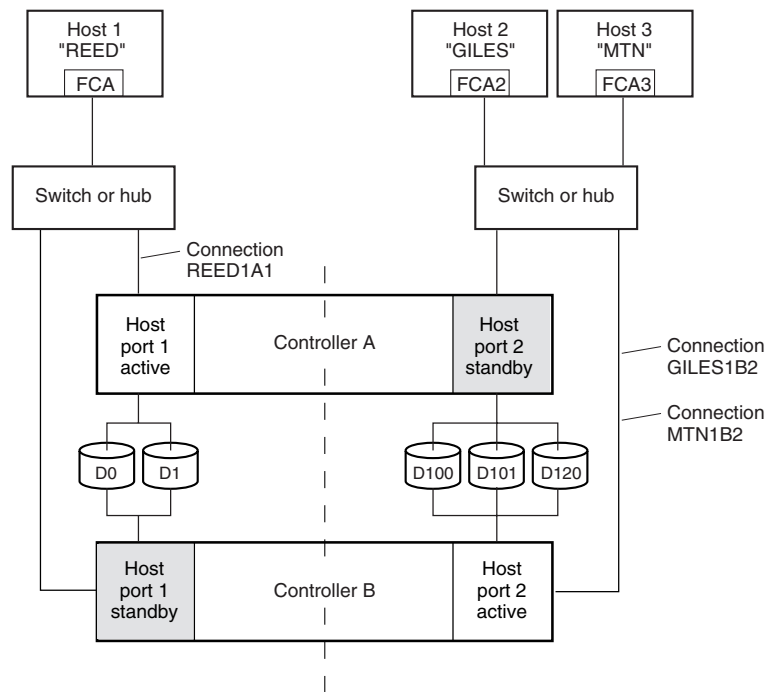 Host 1
"REED"
FCA
Host 2
"GILES"
FCA2
Host 3
"MTN"
FCA3
Switch or hub
Switch or hub
Connection
REED1A1
Host
port 1
active
Controller A
Host
port 2
standby
Connection
GILES1B2
Connection
MTN1B2
D0
D1
D100
D101
D120
Host
port 1
standby
Controller B
Host
port 2
active